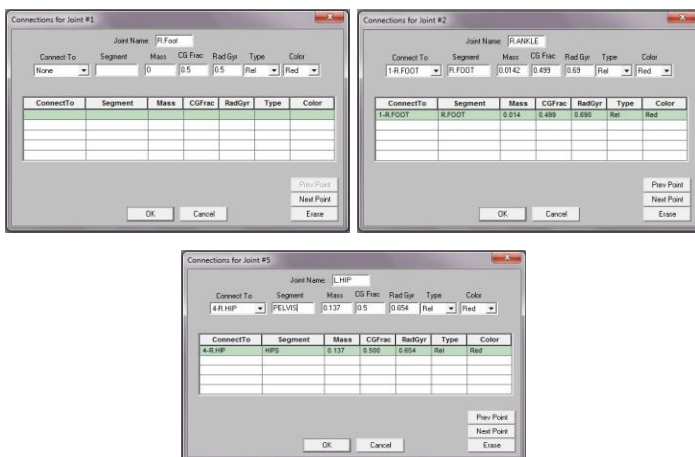 Connections for Joint #1
Joint Name: R.Foot
Connect To Segment Mass CG Frac Rad Gyr Type Color
None 0 0.5 0.5 Rel Red
ConnectTo Segment Mass CGFrac RadGyr Type Color
Prev Point
Next Point
OK Cancel Erase
Connections for Joint #2
Joint Name: R.ANKLE
Connect To Segment Mass CG Frac Rad Gyr Type Color
1-R.FOOT R.FOOT 0.0142 0.499 0.69 Rel Red
ConnectTo Segment Mass CGFrac RadGyr Type Color
1-R.FOOT R.FOOT 0.014 0.499 0.690 Rel Red
Prev Point
Next Point
OK Cancel Erase
Connections for Joint #5
Joint Name: L.HIP
Connect To Segment Mass CG Frac Rad Gyr Type Color
4-R.HIP PELVIS 0.137 0.5 0.654 Rel Red
ConnectTo Segment Mass CGFrac RadGyr Type Color
4-R.HIP HIPS 0.137 0.500 0.654 Rel Red
Prev Point
Next Point
OK Cancel Erase